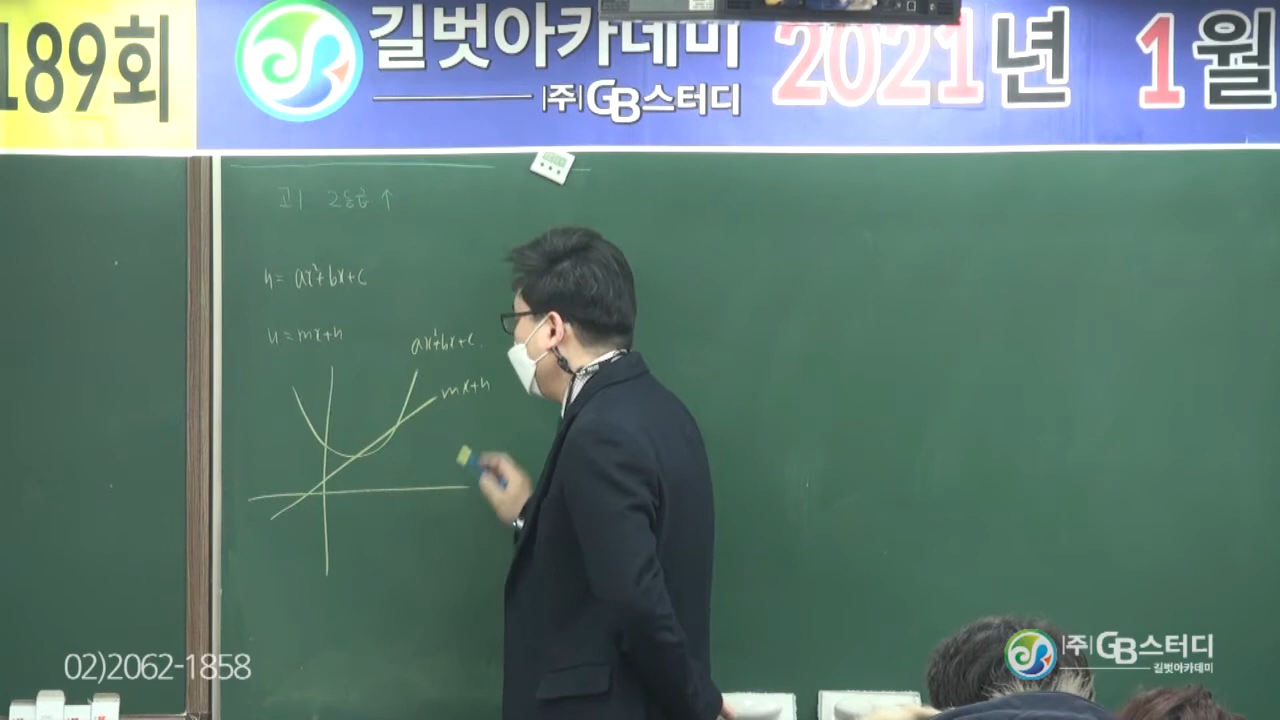 189회 길벗아카데미 2021년 1월
(주)GB스터디
고1 2등급 ↑
y = ax²+bx+c
y = mx+n
ax²+bx+c.
mx+n
(주)GB스터디
길벗아카데미
02)2062-1858